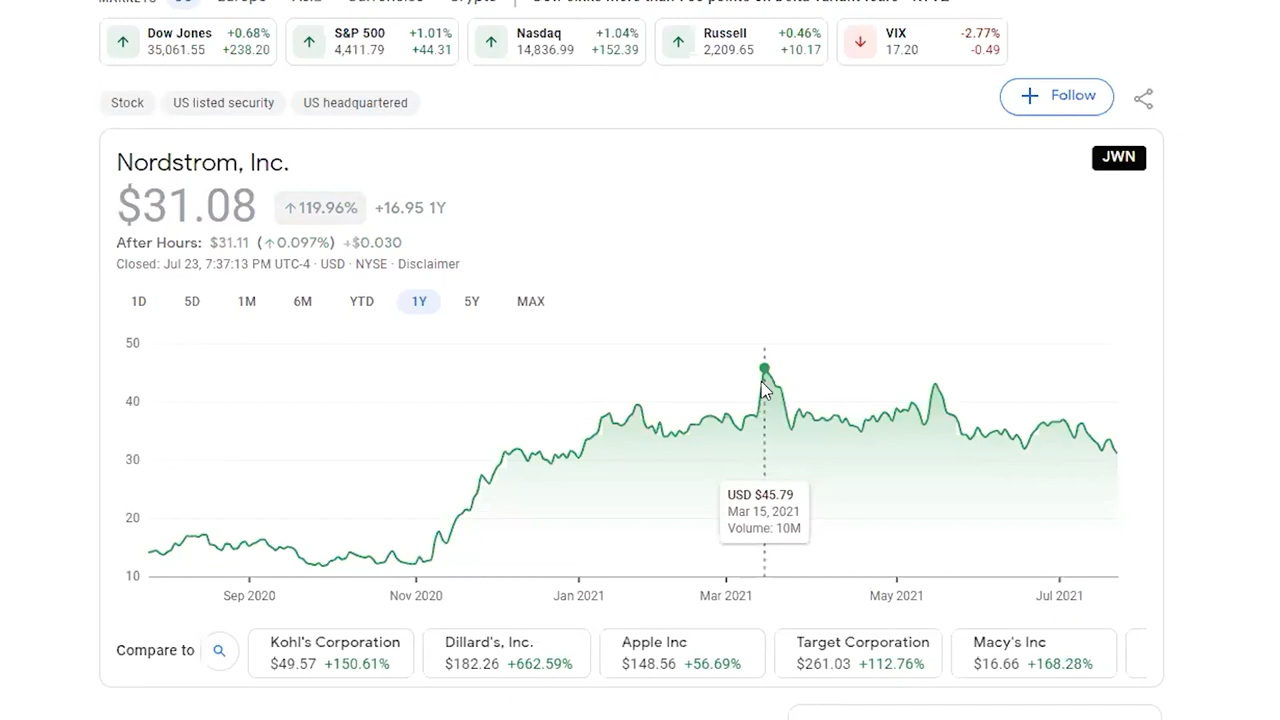 Dow Jones +0.68%
35,061.55 +238.20
S&P 500 +1.01%
4,411.79 +44.31
Nasdaq +1.04%
14,836.99 +152.39
Russell +0.46%
2,209.65 +10.17
VIX -2.77%
17.20 -0.49
Stock
US listed security
US headquartered
Follow
Nordstrom, Inc.
JWN
$31.08 ↑119.96% +16.95 1Y
After Hours: $31.11 (↑0.097%) +$0.030
Closed: Jul 23, 7:37:13 PM UTC-4 · USD · NYSE · Disclaimer
1D 5D 1M 6M YTD 1Y 5Y MAX
50
40
30
20
10
USD $45.79
Mar 15, 2021
Volume: 10M
Sep 2020 Nov 2020 Jan 2021 Mar 2021 May 2021 Jul 2021
Compare to
Kohl's Corporation
$49.57 +150.61%
Dillard's, Inc.
$182.26 +662.59%
Apple Inc
$148.56 +56.69%
Target Corporation
$261.03 +112.76%
Macy's Inc
$16.66 +168.28%